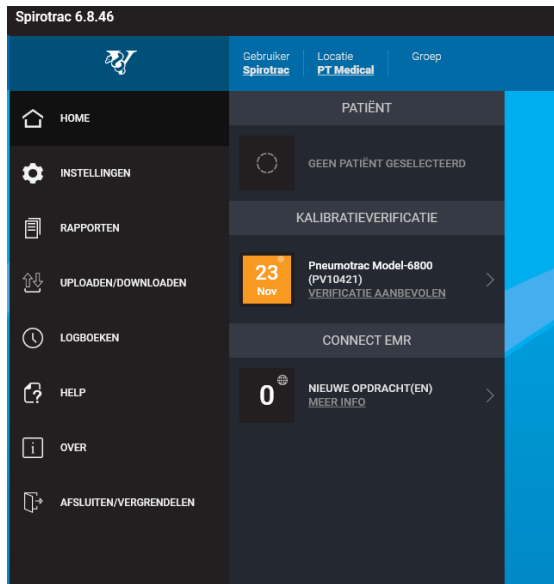 Spirotrac 6.8.46
Gebruiker
Spirotrac
Locatie
PT Medical
Groep
HOME
INSTELLINGEN
RAPPORTEN
UPLOADEN/DOWNLOADEN
LOGBOEKEN
HELP
OVER
AFSLUITEN/VERGRENDELEN
PATIËNT
GEEN PATIËNT GESELECTEERD
KALIBRATIEVERIFICATIE
23
Nov
Pneumotrac Model-6800
(PV10421)
VERIFICATIE AANBEVOLEN
CONNECT EMR
0
NIEUWE OPDRACHT(EN)
MEER INFO